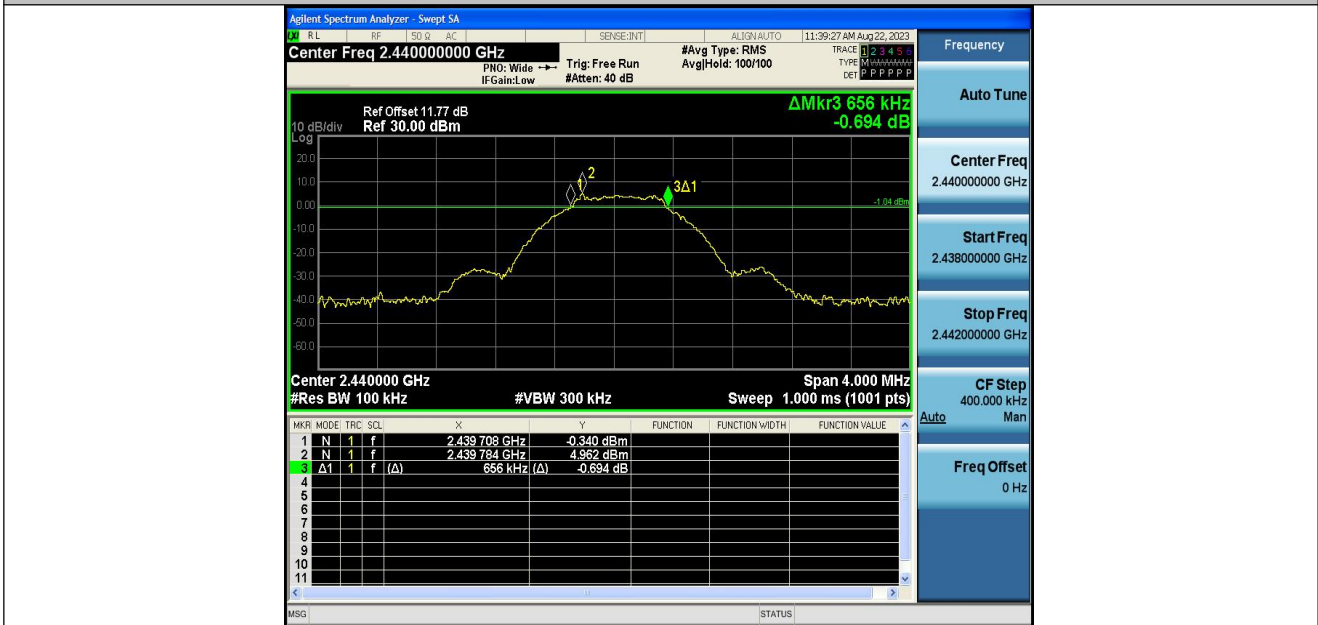 Agilent Spectrum Analyzer - Swept SA
LXI RL RF 50 Ω AC SENSE:INT ALIGN AUTO 11:39:27 AM Aug 22, 2023
Center Freq 2.440000000 GHz #Avg Type: RMS TRACE 1 2 3 4 5 6
PNO: Wide Trig: Free Run Avg|Hold: 100/100 TYPE M
IFGain:Low #Atten: 40 dB DET P P P P P P
Frequency
Auto Tune
Center Freq
2.440000000 GHz
Start Freq
2.438000000 GHz
Stop Freq
2.442000000 GHz
CF Step
400.000 kHz
Auto Man
Freq Offset
0 Hz
ΔMkr3 656 kHz
-0.694 dB
Ref Offset 11.77 dB
10 dB/div Ref 30.00 dBm
Log
20.0
10.0
0.00
-10.0
-20.0
-30.0
-40.0
-50.0
-60.0
1
2
3Δ1
-1.04 dBm
Center 2.440000 GHz Span 4.000 MHz
#Res BW 100 kHz #VBW 300 kHz Sweep 1.000 ms (1001 pts)
MKR MODE TRC SCL X Y FUNCTION FUNCTION WIDTH FUNCTION VALUE
1 N 1 f 2.439 708 GHz -0.340 dBm
2 N 1 f 2.439 784 GHz 4.962 dBm
3 Δ1 1 f (Δ) 656 kHz (Δ) -0.694 dB
4
5
6
7
8
9
10
11
MSG STATUS